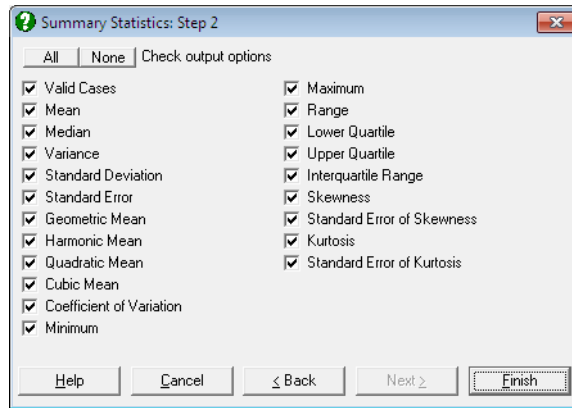 Summary Statistics: Step 2
All None Check output options
Valid Cases
Mean
Median
Variance
Standard Deviation
Standard Error
Geometric Mean
Harmonic Mean
Quadratic Mean
Cubic Mean
Coefficient of Variation
Minimum
Maximum
Range
Lower Quartile
Upper Quartile
Interquartile Range
Skewness
Standard Error of Skewness
Kurtosis
Standard Error of Kurtosis
Help Cancel < Back Next > Finish